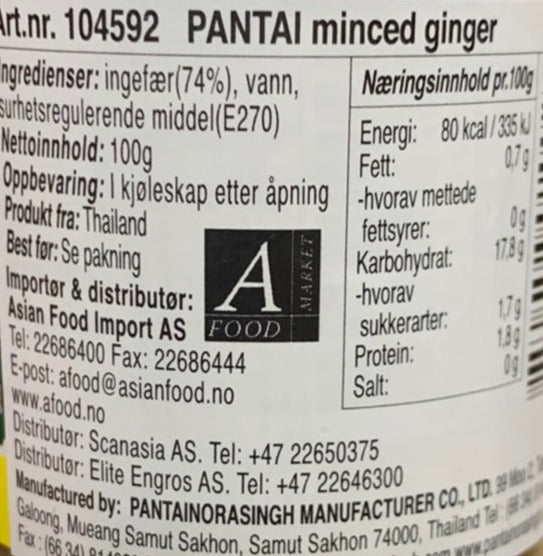 Art.nr. 104592 PANTAI minced ginger
Ingredienser: ingefær(74%), vann,
surhetsregulerende middel(E270)
Nettoinnhold: 100g
Oppbevaring: I kjøleskap etter åpning
Produkt fra: Thailand
Best før: Se pakning
Importør & distributør:
Asian Food Import AS
Tel: 22686400 Fax: 22686444
E-post: afood@asianfood.no
www.afood.no
A MARKET
FOOD
Næringsinnhold pr.100g
Energi: 80 kcal / 335 kJ
Fett: 0,7g
-hvorav mettede
fettsyrer: 0g
Karbohydrat: 17,8g
-hvorav
sukkerarter: 1,7g
Protein: 1,8g
Salt: 0g
Distributør: Scanasia AS. Tel: +47 22650375
Distributør: Elite Engros AS. Tel: +47 22646300
Manufactured by: PANTAINORASINGH MANUFACTURER CO., LTD. 99
Galoong, Mueang Samut Sakhon, Samut Sakhon 74000, Thailand Tel
Fax : (66 34)